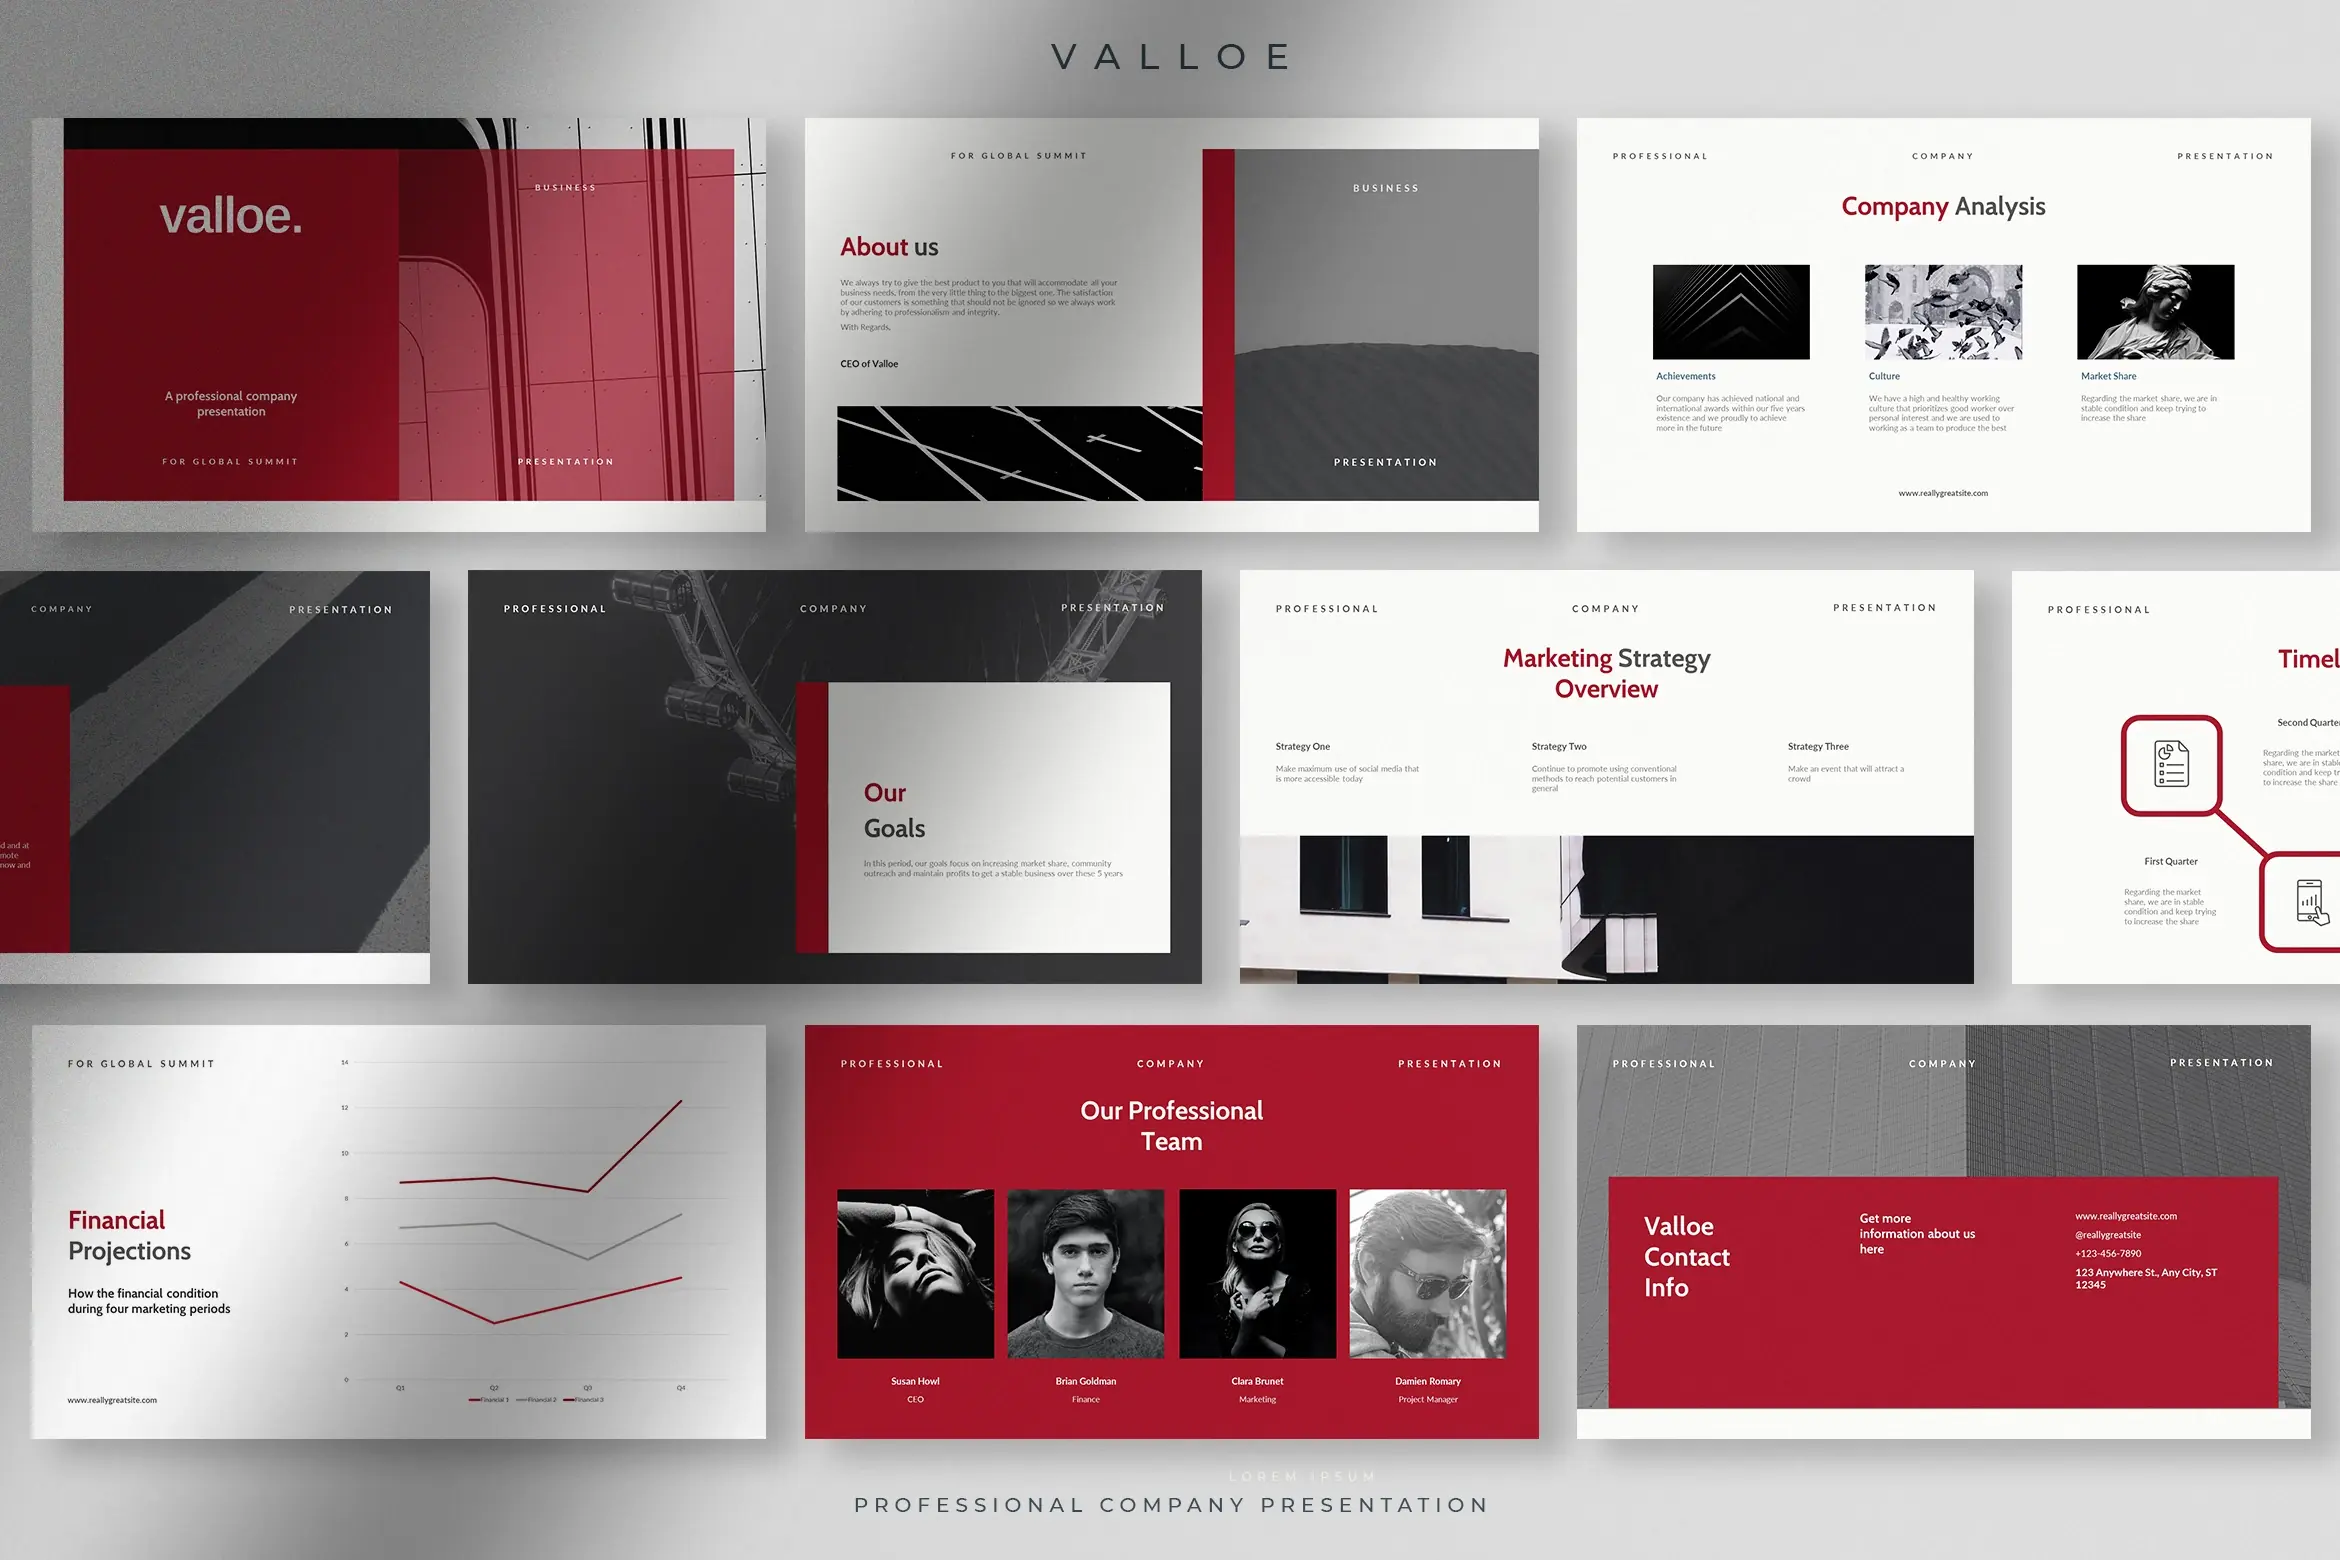 VALLOE
valloe.
A professional company
presentation
FOR GLOBAL SUMMIT
BUSINESS
PRESENTATION
FOR GLOBAL SUMMIT
About us
We always try to give the best product to you that will accommodate all your
business needs, from the very little thing to the biggest one. The satisfaction
of our customers is something that should not be ignored so we always work
by adhering to professionalism and integrity.
With Regards,
CEO of Valloe
BUSINESS
PRESENTATION
PROFESSIONAL
COMPANY
PRESENTATION
Company Analysis
Achievements
Our company has achieved national and
international awards within our five years
existence and we proudly to achieve
more in the future
Culture
We have a high and healthy working
culture that prioritizes good worker over
personal interest and we are used to
working as a team to produce the best
Market Share
Regarding the market share, we are in
stable condition and keep trying to
increase the share
www.reallygreatsite.com
COMPANY
PRESENTATION
d and at
mote
now and
PROFESSIONAL
COMPANY
PRESENTATION
Our
Goals
In this period, our goals focus on increasing market share, community
outreach and maintain profits to get a stable business over these 5 years
PROFESSIONAL
COMPANY
PRESENTATION
Marketing Strategy
Overview
Strategy One
Make maximum use of social media that
is more accessible today
Strategy Two
Continue to promote using conventional
methods to reach potential customers in
general
Strategy Three
Make an event that will attract a
crowd
PROFESSIONAL
Timel
Second Quarte
Regarding the market
share, we are in stabl
condition and keep tr
to increase the share
First Quarter
Regarding the market
share, we are in stable
condition and keep trying
to increase the share
FOR GLOBAL SUMMIT
Financial
Projections
How the financial condition
during four marketing periods
www.reallygreatsite.com
14
12
10
8
6
4
2
0
Q1
Q2
Q3
Q4
Financial 1
Financial 2
Financial 3
PROFESSIONAL
COMPANY
PRESENTATION
Our Professional
Team
Susan Howl
CEO
Brian Goldman
Finance
Clara Brunet
Marketing
Damien Romary
Project Manager
PROFESSIONAL
COMPANY
PRESENTATION
Valloe
Contact
Info
Get more
information about us
here
www.reallygreatsite.com
@reallygreatsite
+123-456-7890
123 Anywhere St., Any City, ST
12345
LOREM IPSUM
PROFESSIONAL COMPANY PRESENTATION